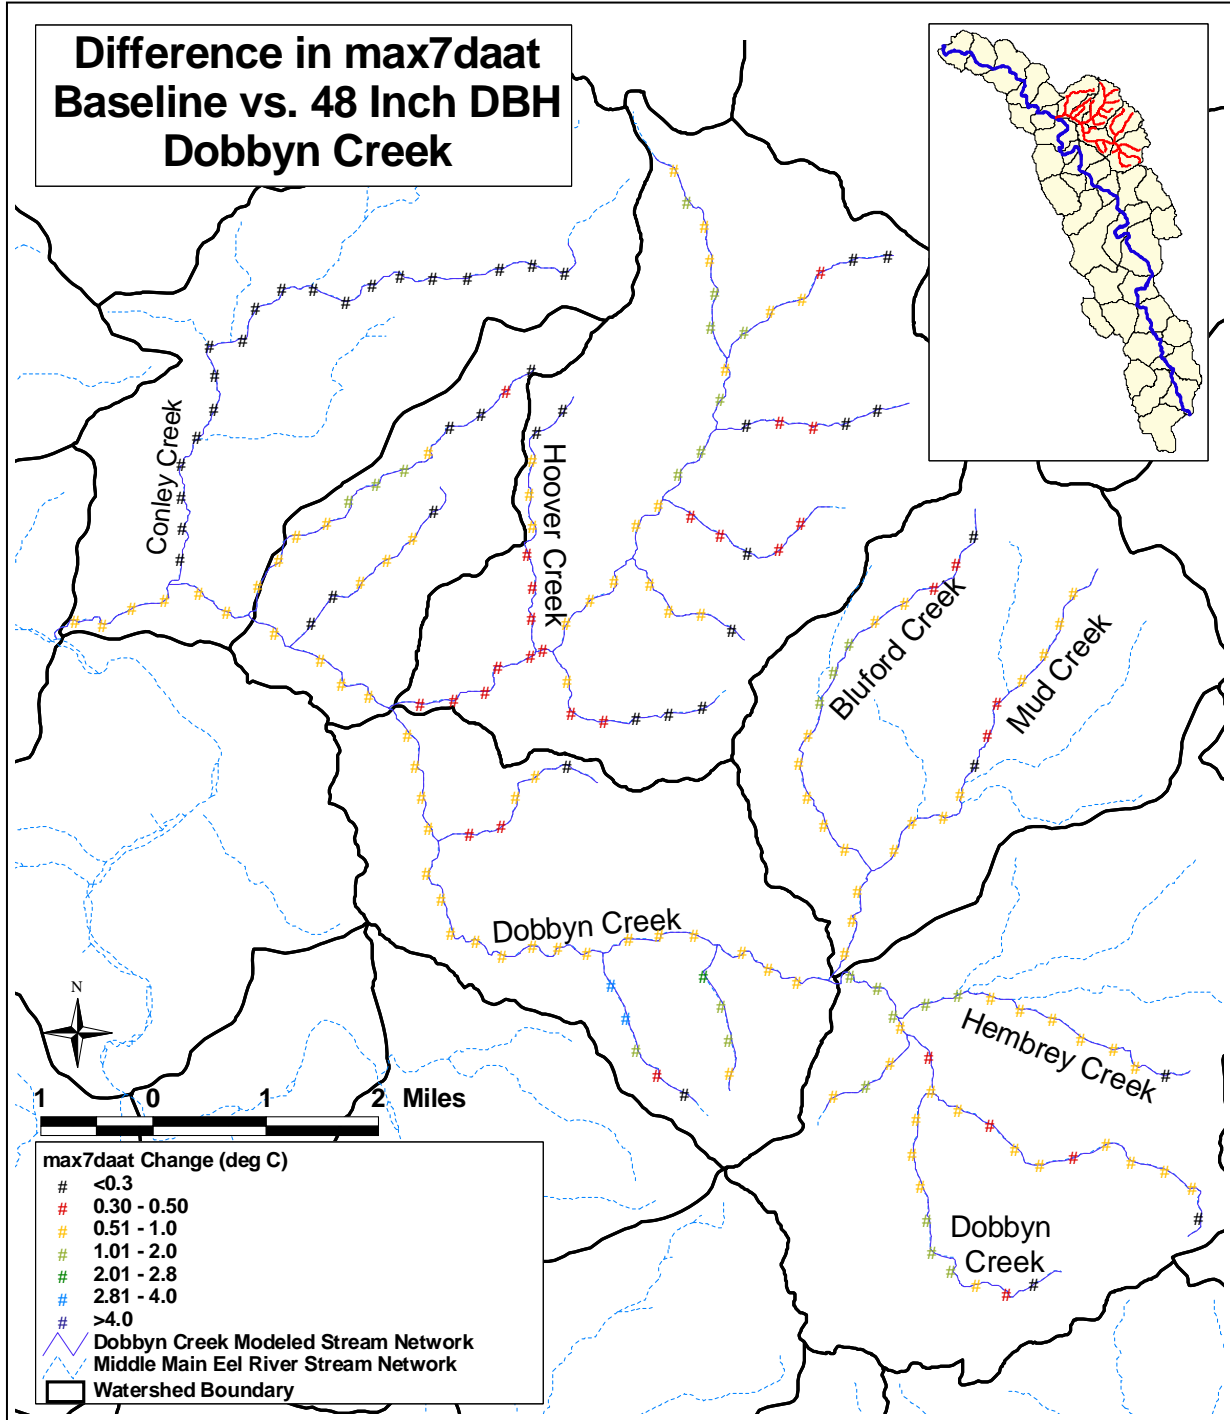 Difference in max7daat
Baseline vs. 48 Inch DBH
Dobbyn Creek
Conley Creek
Hoover Creek
Bluford Creek
Mud Creek
Dobbyn Creek
Hembrey Creek
Dobbyn
Creek
N
1 0 1 2 Miles
max7daat Change (deg C)
# <0.3
# 0.30 - 0.50
# 0.51 - 1.0
# 1.01 - 2.0
# 2.01 - 2.8
# 2.81 - 4.0
# >4.0
Dobbyn Creek Modeled Stream Network
Middle Main Eel River Stream Network
Watershed Boundary